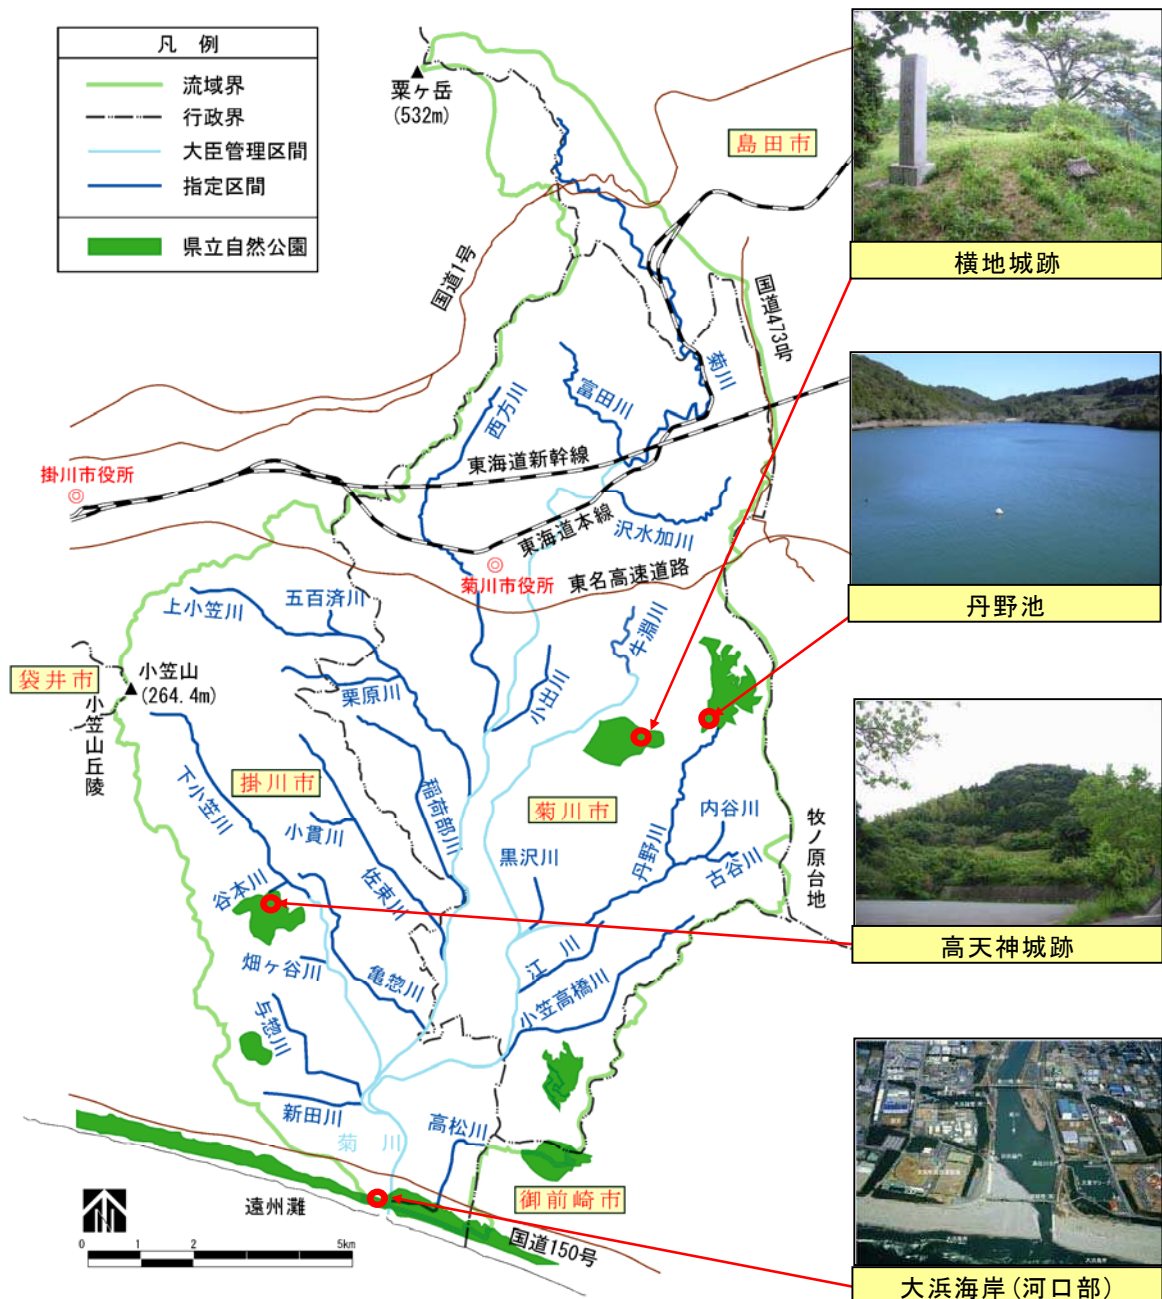 凡 例
流域界
行政界
大臣管理区間
指定区間
県立自然公園
粟ヶ岳
(532m)
島田市
横地城跡
国道1号
国道473号
菊川
富田川
西方川
東海道新幹線
掛川市役所
東海道本線
沢水加川
菊川市役所
東名高速道路
丹野池
五百済川
上小笠川
牛淵川
袋井市
小笠山
(264.4m)
小笠山丘陵
栗原川
小出川
掛川市
下小笠川
稲荷部川
菊川市
内谷川
小貫川
丹野川
牧ノ原台地
黒沢川
古谷川
谷本川
佐束川
高天神城跡
畑ヶ谷川
亀惣川
江川
小笠高橋川
与惣川
新田川
菊川
高松川
御前崎市
遠州灘
国道150号
0 1 2 5km
大浜海岸(河口部)